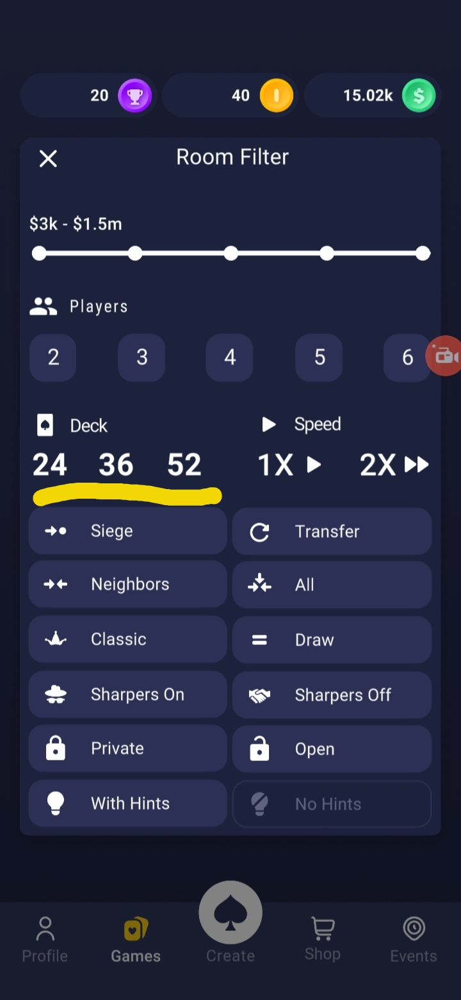 20 40 15.02k
Room Filter
$3k - $1.5m
Players
2 3 4 5 6
Deck Speed
24 36 52 1X 2X
Siege Transfer
Neighbors All
Classic Draw
Sharpers On Sharpers Off
Private Open
With Hints No Hints
Profile Games Create Shop Events